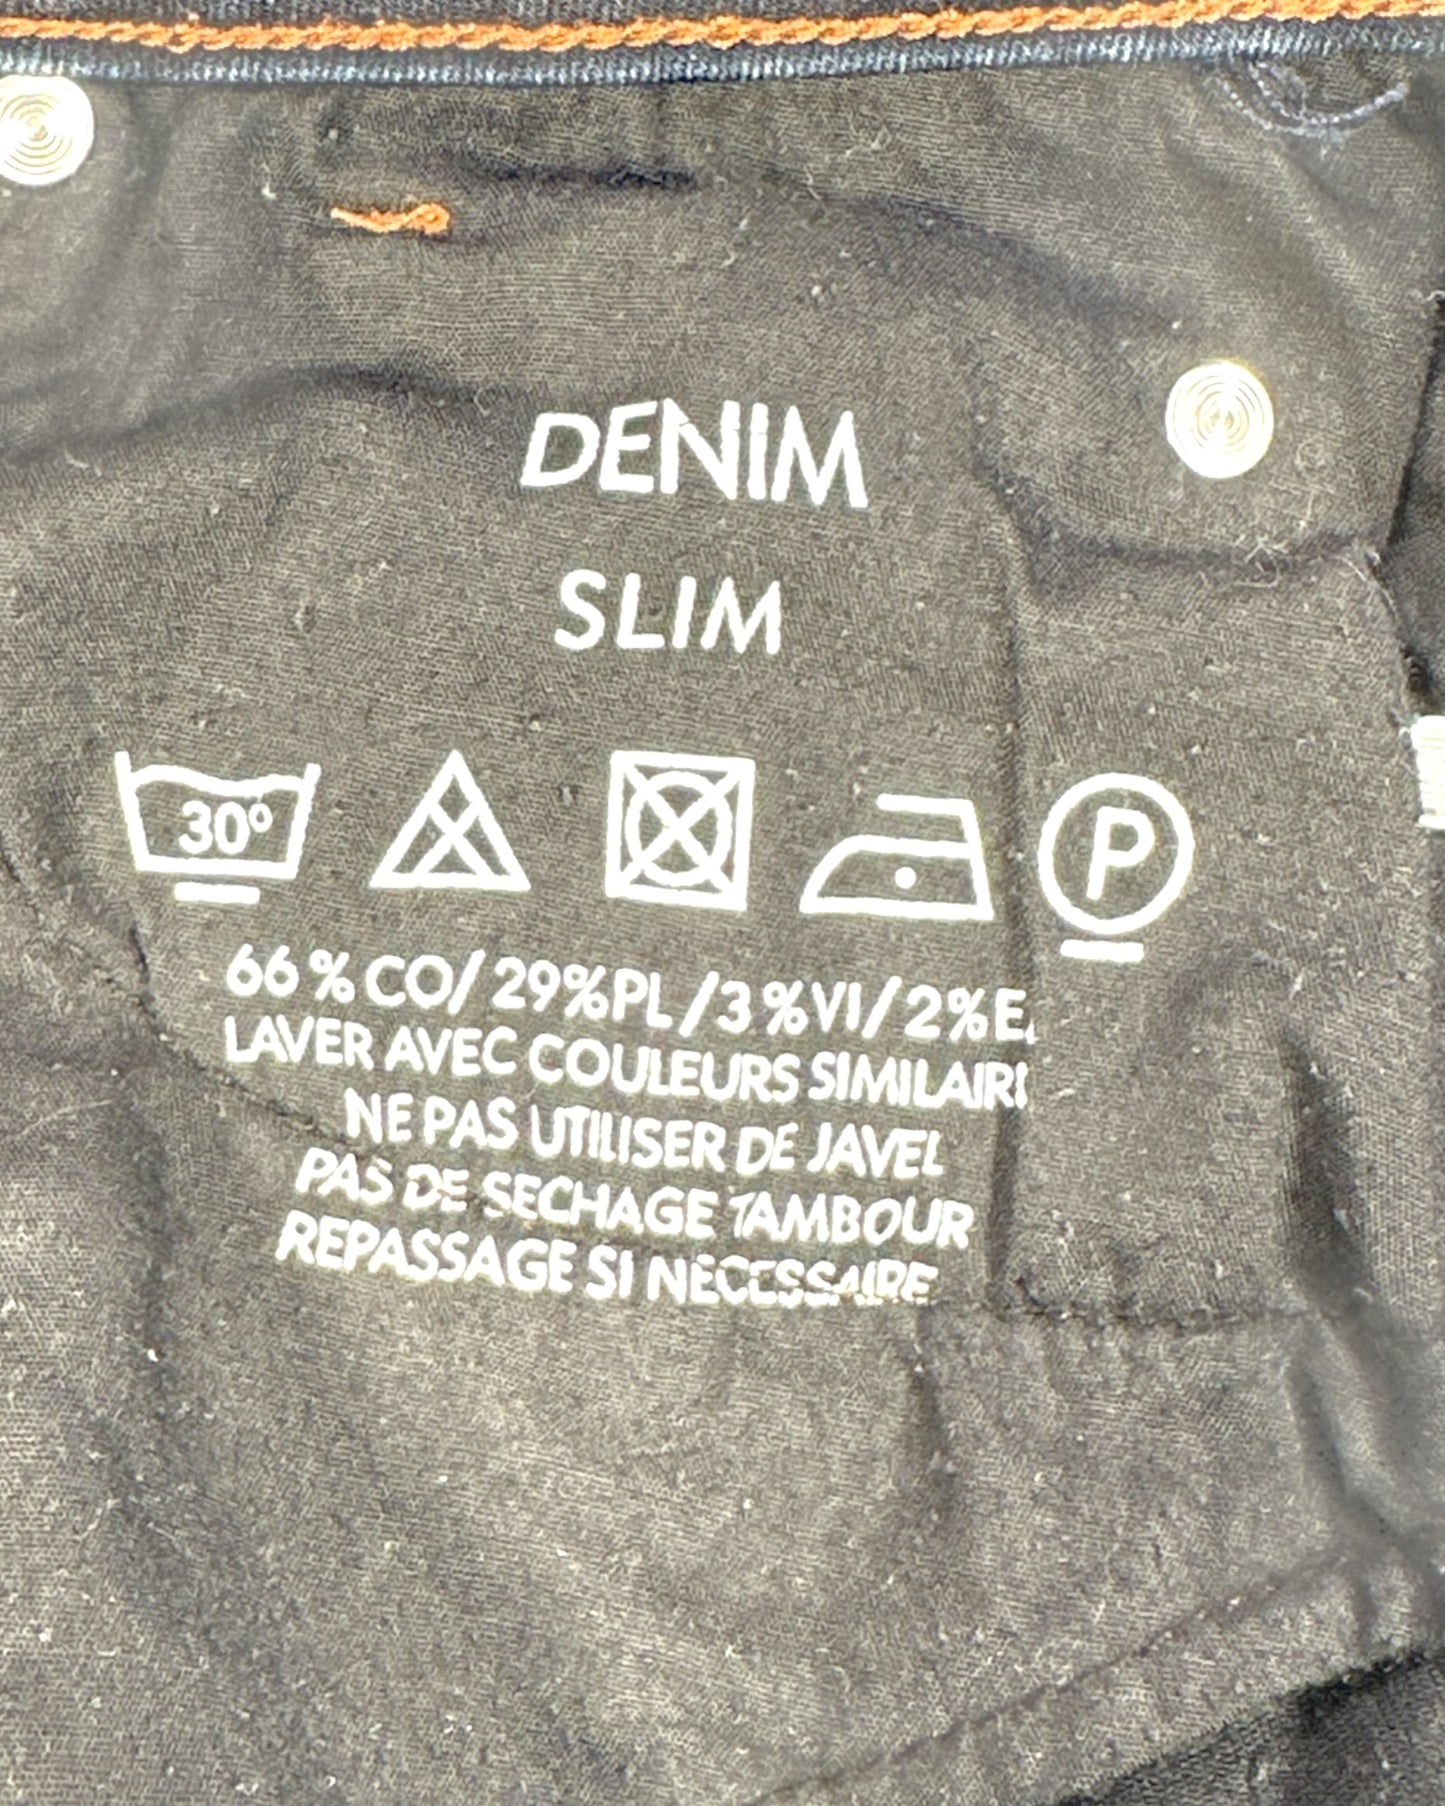 DENIM
SLIM
30°
P
66%CO/29%PL/3%VI/2%E
LAVER AVEC COULEURS SIMILAIR
NE PAS UTILISER DE JAVEL
PAS DE SECHAGE TAMBOUR
REPASSAGE SI NECESSAIRE